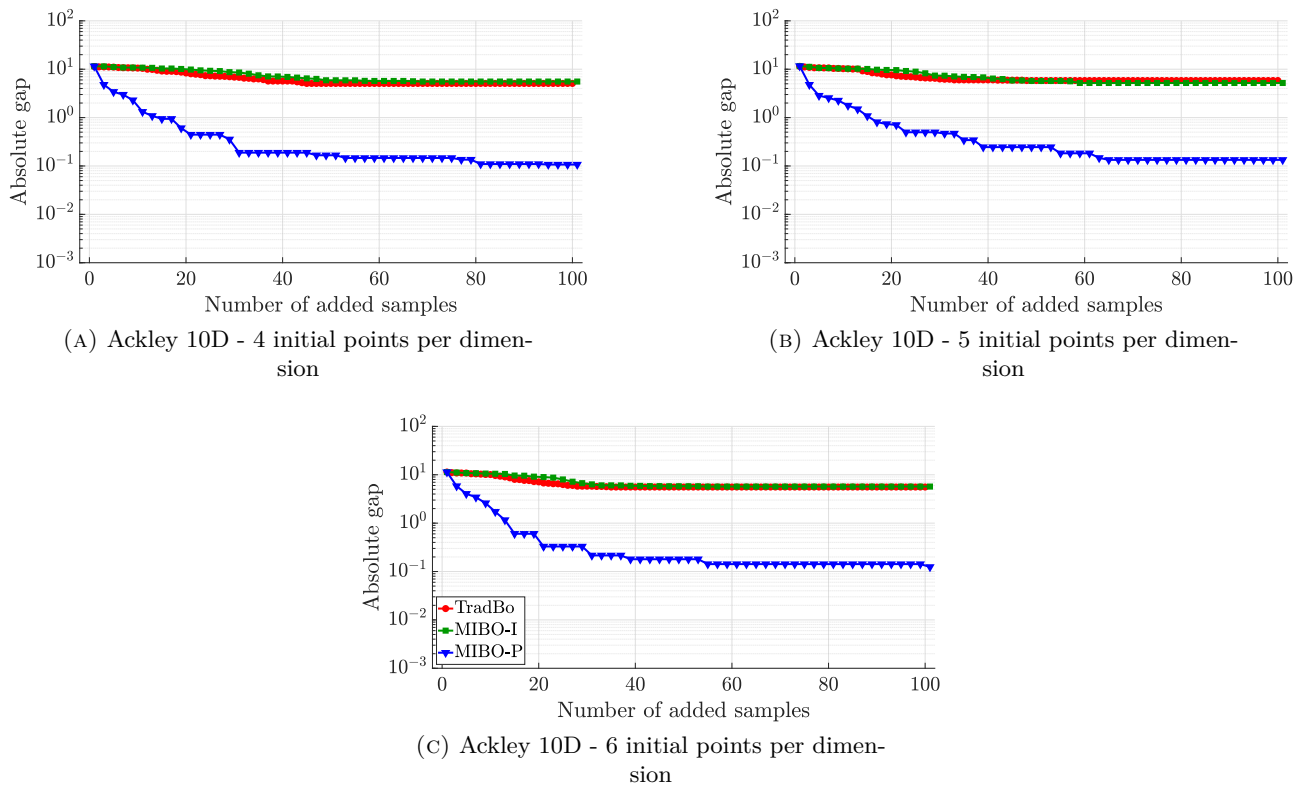 10^2
10^1
10^0
10^-1
10^-2
10^-3
Absolute gap
0 20 40 60 80 100
Number of added samples
(A) Ackley 10D - 4 initial points per dimen-
sion
10^2
10^1
10^0
10^-1
10^-2
10^-3
Absolute gap
0 20 40 60 80 100
Number of added samples
(B) Ackley 10D - 5 initial points per dimen-
sion
10^2
10^1
10^0
10^-1
10^-2
10^-3
Absolute gap
TradBo
MIBO-I
MIBO-P
0 20 40 60 80 100
Number of added samples
(C) Ackley 10D - 6 initial points per dimen-
sion